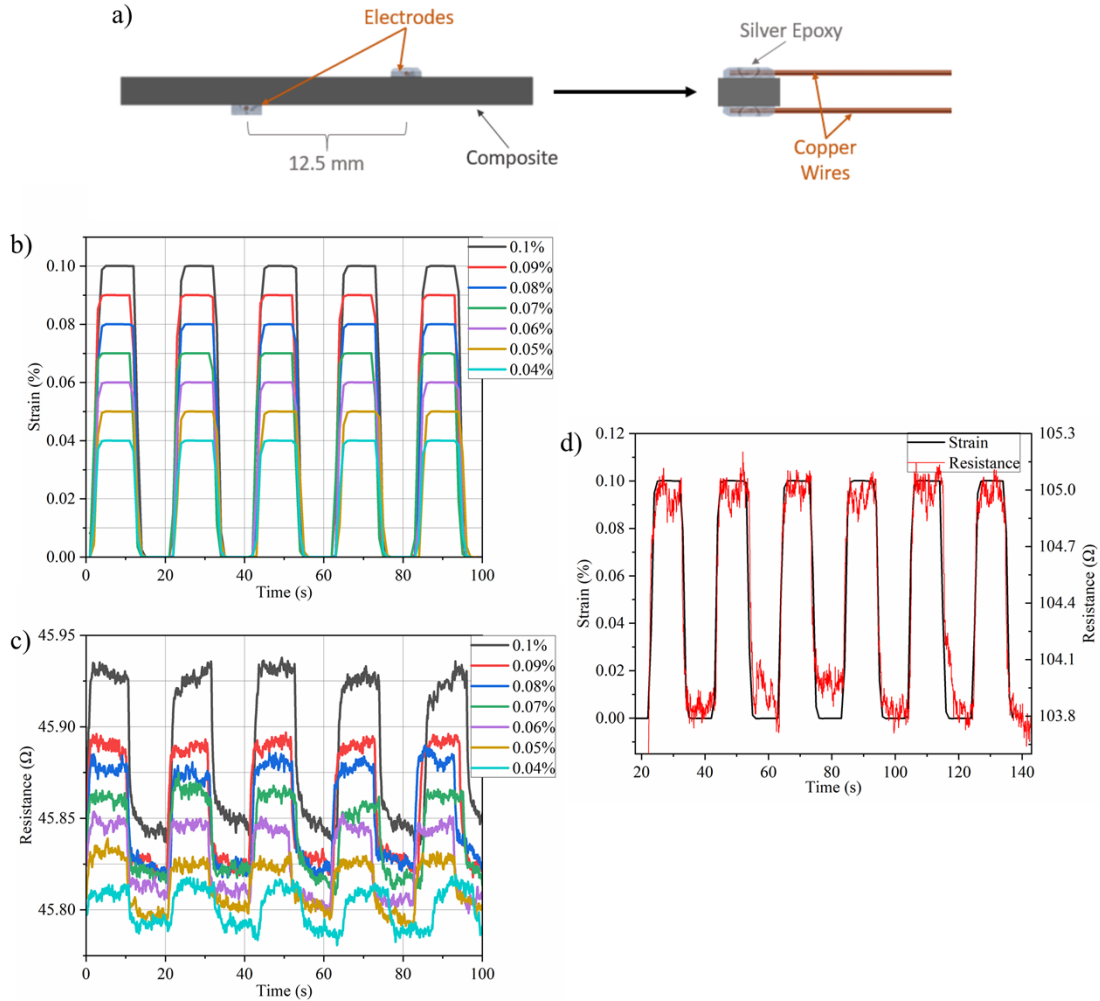 a)
Electrodes
Silver Epoxy
12.5 mm
Composite
Copper
Wires
b)
0.1%
0.09%
0.08%
0.07%
0.06%
0.05%
0.04%
0.10
0.08
0.06
0.04
0.02
0.00
Strain (%)
0 20 40 60 80 100
Time (s)
c)
0.1%
0.09%
0.08%
0.07%
0.06%
0.05%
0.04%
45.95
45.90
45.85
45.80
Resistance (Ω)
0 20 40 60 80 100
Time (s)
d)
Strain
Resistance
0.12
0.10
0.08
0.06
0.04
0.02
0.00
Strain (%)
105.3
105.0
104.7
104.4
104.1
103.8
Resistance (Ω)
20 40 60 80 100 120 140
Time (s)